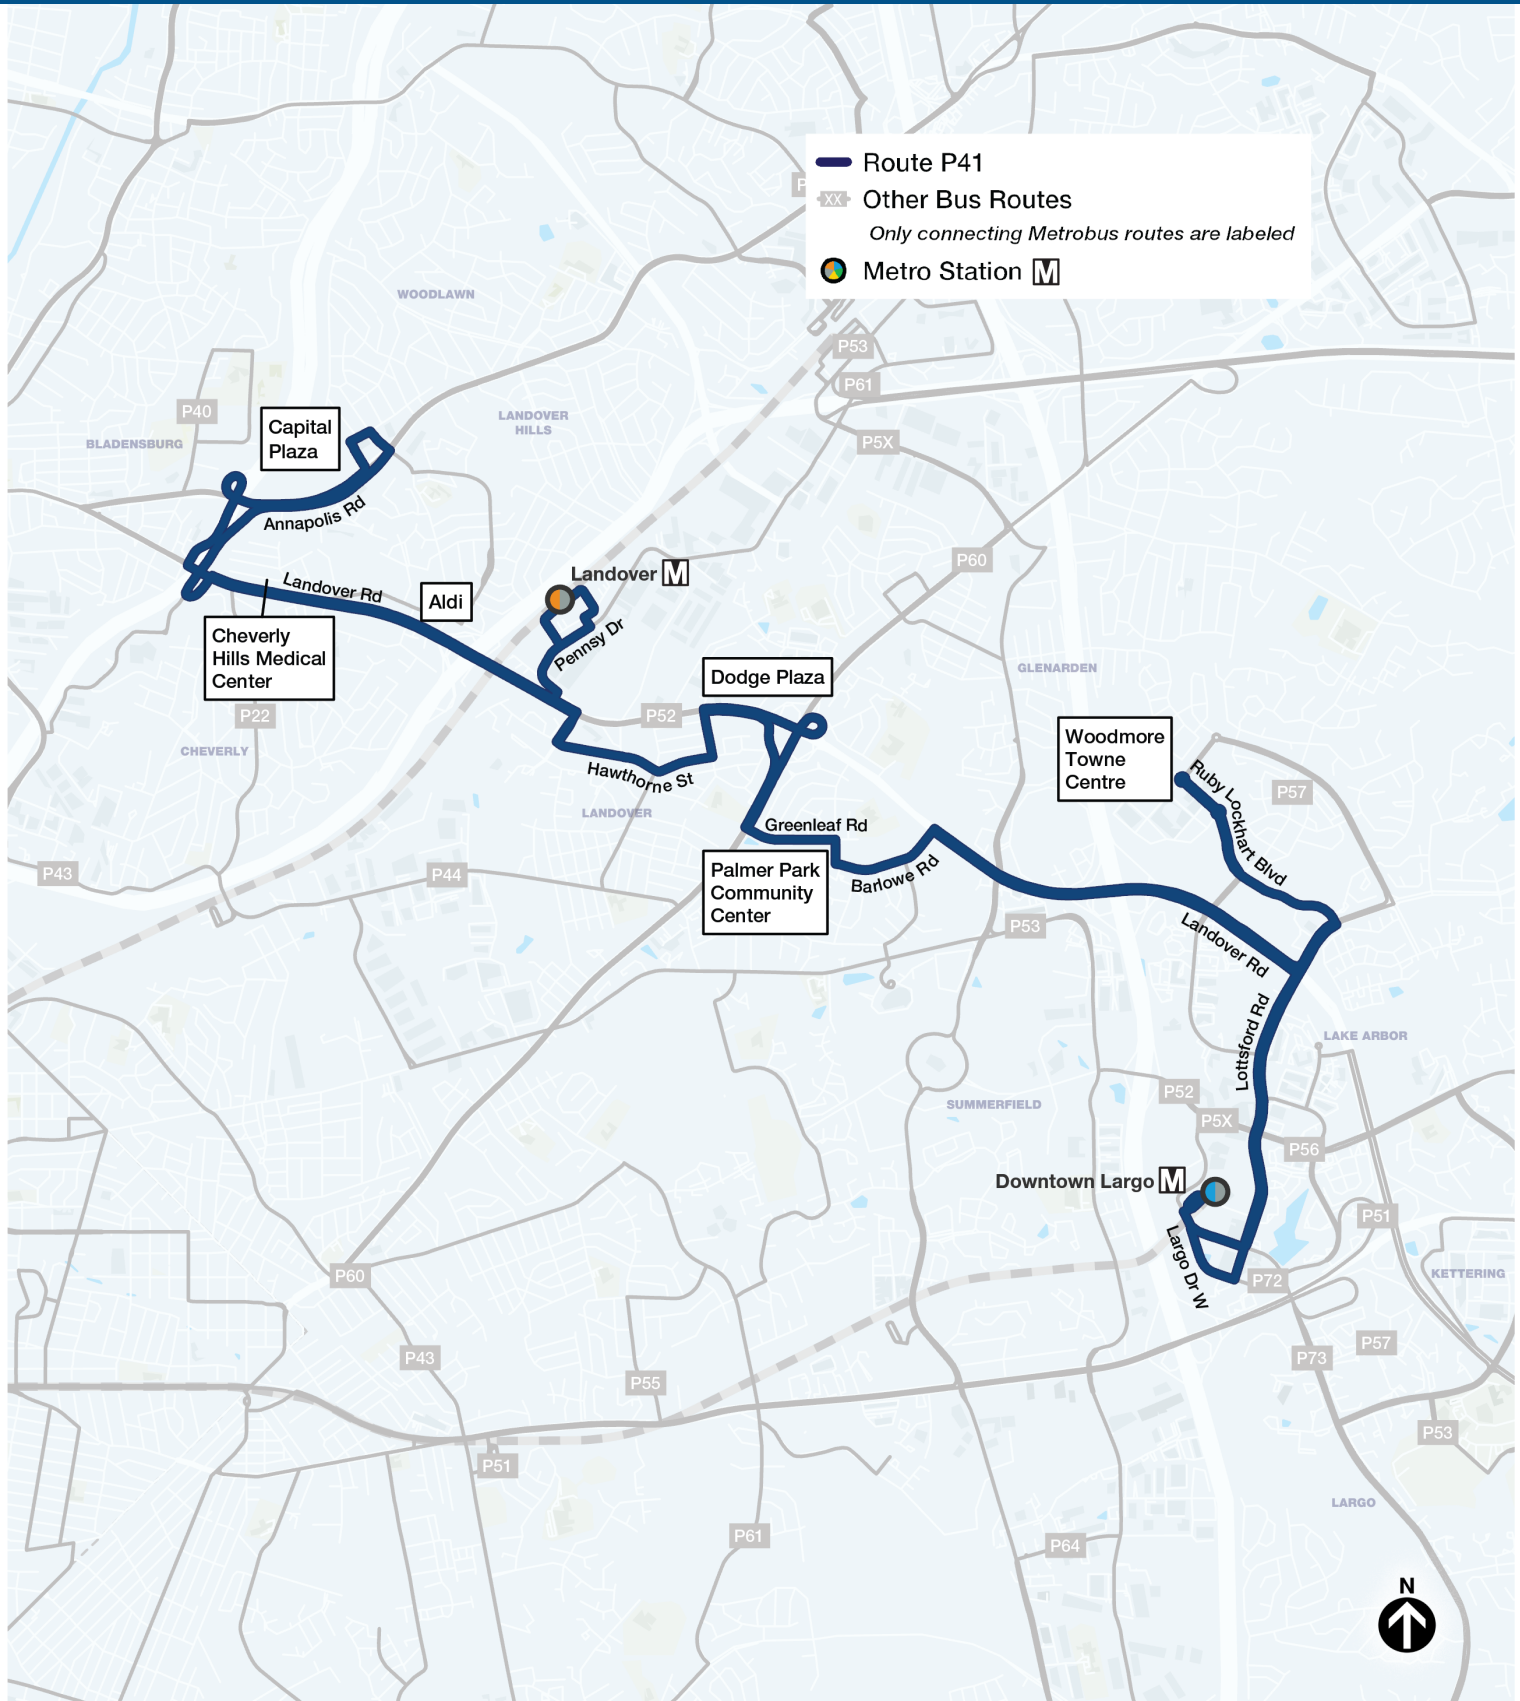 Route P41
XX
Other Bus Routes
Only connecting Metrobus routes are labeled
Metro Station M
WOODLAWN
P53
P61
P40
BLADENSBURG
Capital
Plaza
LANDOVER
HILLS
P5X
Annapolis Rd
Landover Rd
Aldi
Landover M
P60
Cheverly
Hills Medical
Center
Pennsy Dr
GLENARDEN
Dodge Plaza
P22
P52
CHEVERLY
Woodmore
Towne
Centre
Ruby Lockhart Blvd
P57
Hawthorne St
LANDOVER
Greenleaf Rd
P43
P44
Palmer Park
Community
Center
Barlowe Rd
P53
Landover Rd
Lottsford Rd
LAKE ARBOR
SUMMERFIELD
P52
P5X
P56
Downtown Largo M
P51
Largo Dr W
P60
P72
KETTERING
P43
P55
P73
P57
P53
P51
LARGO
P61
P64
N